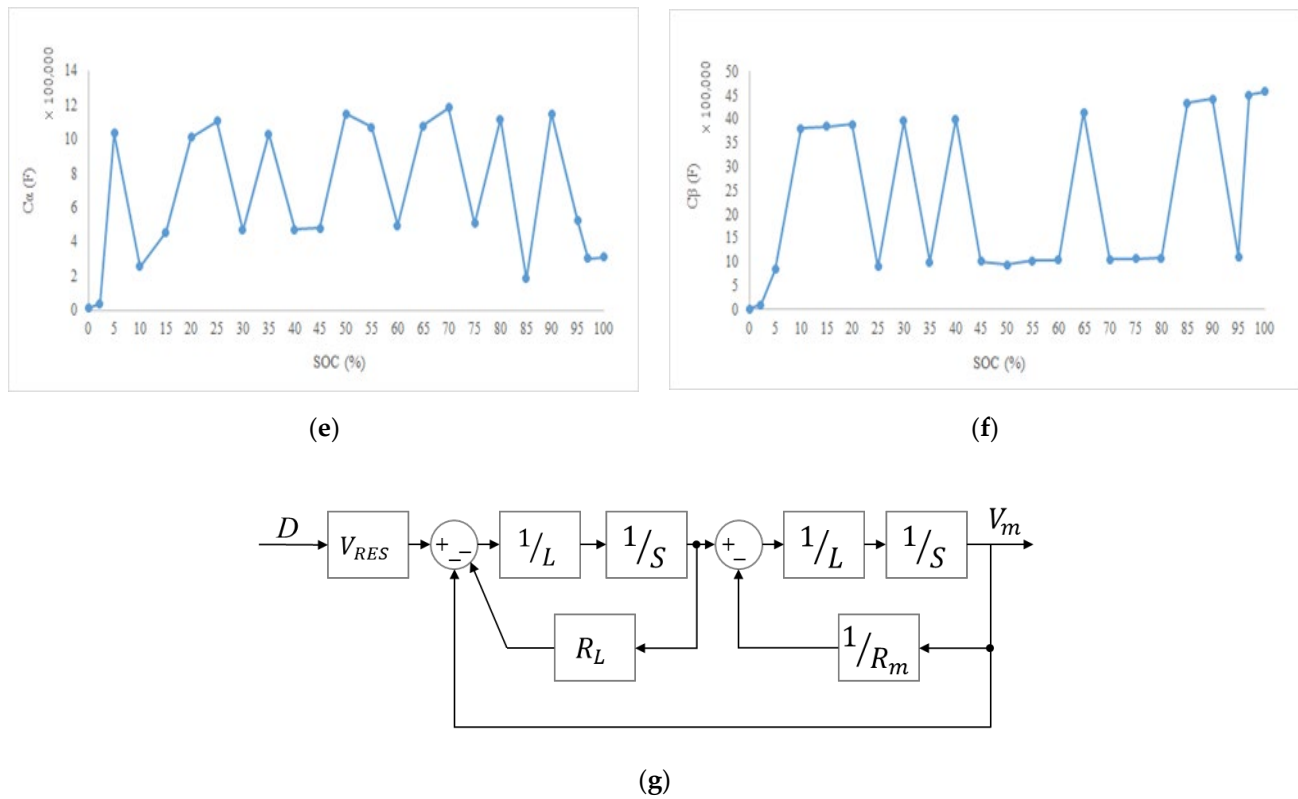 × 100,000
14
12
10
8
6
4
2
0
Cα (F)
0 5 10 15 20 25 30 35 40 45 50 55 60 65 70 75 80 85 90 95 100
SOC (%)
(e)
× 100,000
50
45
40
35
30
25
20
15
10
5
0
Cβ (F)
0 5 10 15 20 25 30 35 40 45 50 55 60 65 70 75 80 85 90 95 100
SOC (%)
(f)
D V_RES + − − 1/L 1/S + − 1/L 1/S V_m
R_L 1/R_m
(g)